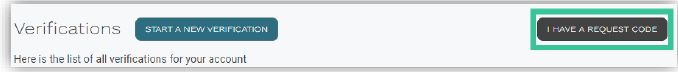 Verifications START A NEW VERIFICATION I HAVE A REQUEST CODE
Here is the list of all verifications for your account